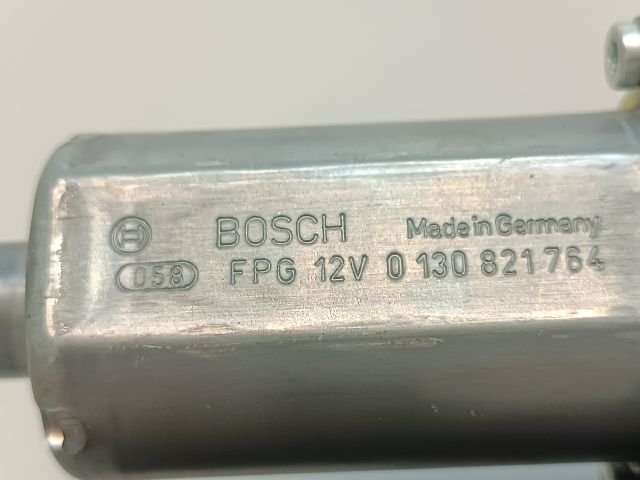 BOSCH Made in Germany
058 FPG 12V 0 130 821 764